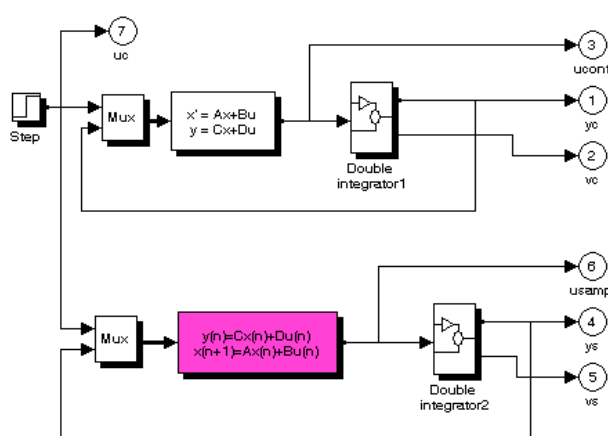 7
uc
3
ucont
Step
Mux
x' = Ax+Bu
y = Cx+Du
1
yc
Double
integrator1
2
vc
6
usamp
Mux
y(n)=Cx(n)+Du(n)
x(n+1)=Ax(n)+Bu(n)
4
ys
Double
integrator2
5
vs